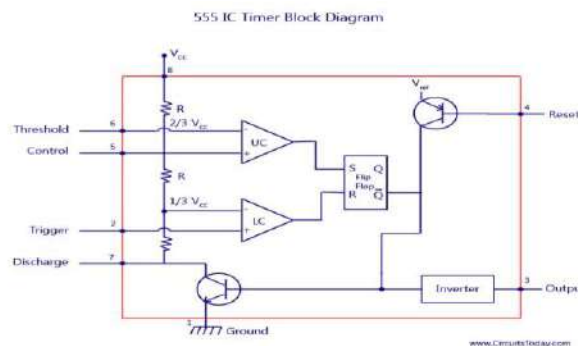 555 IC Timer Block Diagram
Vcc
8
R
Threshold 6 2/3 Vcc -
Control 5 +
UC
R
Vref
4 Reset
S Q
Flip
Flop
R Q
1/3 Vcc -
LC
Trigger 2 +
R
Discharge 7
Inverter 3 Output
1
Ground
www.CircuitsToday.com